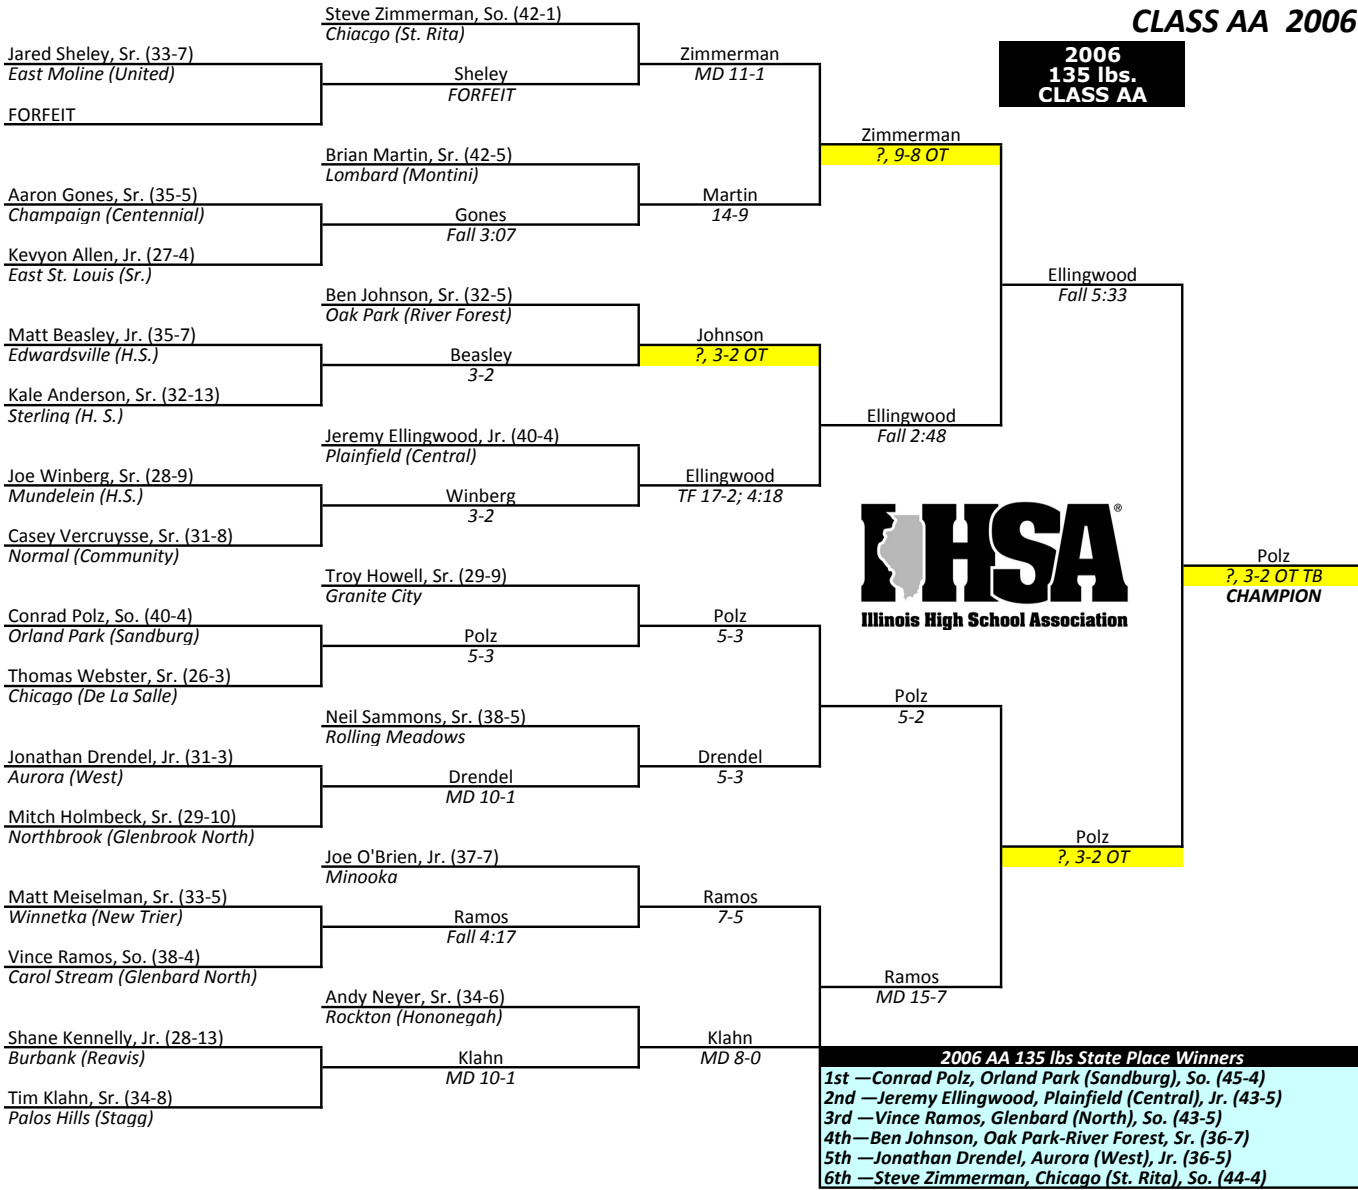 CLASS AA  2006
2006
135 lbs.
CLASS AA
Jared Sheley, Sr. (33-7)
East Moline (United)
FORFEIT
Aaron Gones, Sr. (35-5)
Champaign (Centennial)
Kevyon Allen, Jr. (27-4)
East St. Louis (Sr.)
Matt Beasley, Jr. (35-7)
Edwardsville (H.S.)
Kale Anderson, Sr. (32-13)
Sterling (H. S.)
Joe Winberg, Sr. (28-9)
Mundelein (H.S.)
Casey Vercruysse, Sr. (31-8)
Normal (Community)
Conrad Polz, So. (40-4)
Orland Park (Sandburg)
Thomas Webster, Sr. (26-3)
Chicago (De La Salle)
Jonathan Drendel, Jr. (31-3)
Aurora (West)
Mitch Holmbeck, Sr. (29-10)
Northbrook (Glenbrook North)
Matt Meiselman, Sr. (33-5)
Winnetka (New Trier)
Vince Ramos, So. (38-4)
Carol Stream (Glenbard North)
Shane Kennelly, Jr. (28-13)
Burbank (Reavis)
Tim Klahn, Sr. (34-8)
Palos Hills (Stagg)
Steve Zimmerman, So. (42-1)
Chiacgo (St. Rita)
Sheley
FORFEIT
Brian Martin, Sr. (42-5)
Lombard (Montini)
Gones
Fall 3:07
Ben Johnson, Sr. (32-5)
Oak Park (River Forest)
Beasley
3-2
Jeremy Ellingwood, Jr. (40-4)
Plainfield (Central)
Winberg
3-2
Troy Howell, Sr. (29-9)
Granite City
Polz
5-3
Neil Sammons, Sr. (38-5)
Rolling Meadows
Drendel
MD 10-1
Joe O'Brien, Jr. (37-7)
Minooka
Ramos
Fall 4:17
Andy Neyer, Sr. (34-6)
Rockton (Hononegah)
Klahn
MD 10-1
Zimmerman
MD 11-1
Martin
14-9
Johnson
?, 3-2 OT
Ellingwood
TF 17-2; 4:18
Polz
5-3
Drendel
5-3
Ramos
7-5
Klahn
MD 8-0
Zimmerman
?, 9-8 OT
Ellingwood
Fall 2:48
Polz
5-2
Ramos
MD 15-7
Ellingwood
Fall 5:33
Polz
?, 3-2 OT
Polz
?, 3-2 OT TB
CHAMPION
IHSA®
Illinois High School Association
2006 AA 135 lbs State Place Winners
1st —Conrad Polz, Orland Park (Sandburg), So. (45-4)
2nd —Jeremy Ellingwood, Plainfield (Central), Jr. (43-5)
3rd —Vince Ramos, Glenbard (North), So. (43-5)
4th—Ben Johnson, Oak Park-River Forest, Sr. (36-7)
5th —Jonathan Drendel, Aurora (West), Jr. (36-5)
6th —Steve Zimmerman, Chicago (St. Rita), So. (44-4)